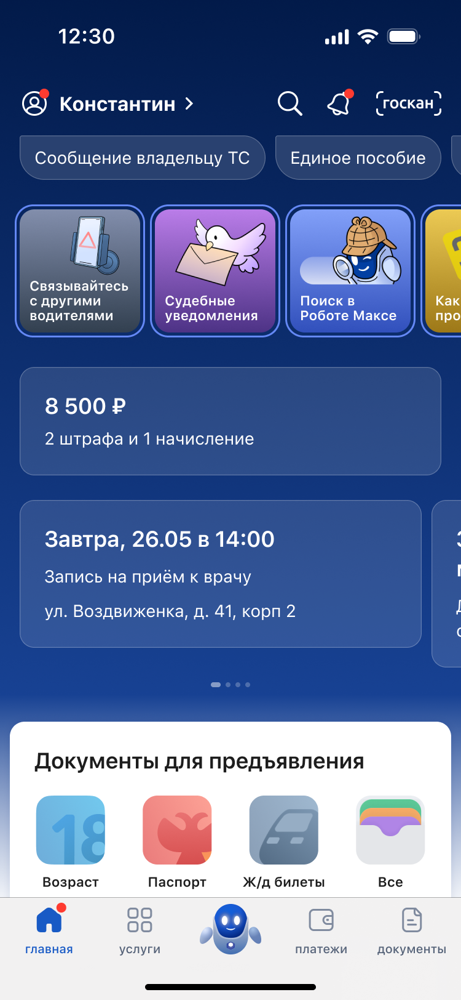 12:30
Константин
госкан
Сообщение владельцу ТС
Единое пособие
Связывайтесь
с другими
водителями
Судебные
уведомления
Поиск в
Роботе Максе
Как
про
8 500 ₽
2 штрафа и 1 начисление
Завтра, 26.05 в 14:00
Запись на приём к врачу
ул. Воздвиженка, д. 41, корп 2
Документы для предъявления
18
Возраст
Паспорт
Ж/д билеты
Все
главная
услуги
платежи
документы